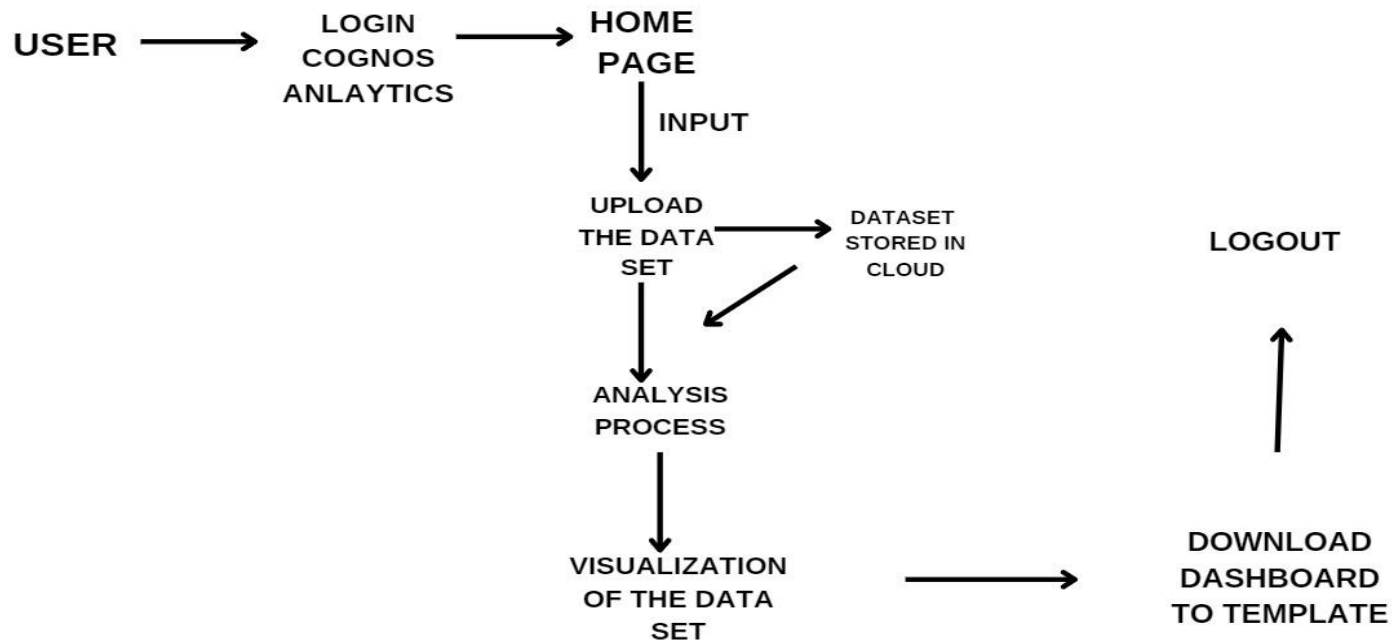 USER
LOGIN
COGNOS
ANLAYTICS
HOME
PAGE
INPUT
UPLOAD
THE DATA
SET
DATASET
STORED IN
CLOUD
ANALYSIS
PROCESS
VISUALIZATION
OF THE DATA
SET
DOWNLOAD
DASHBOARD
TO TEMPLATE
LOGOUT